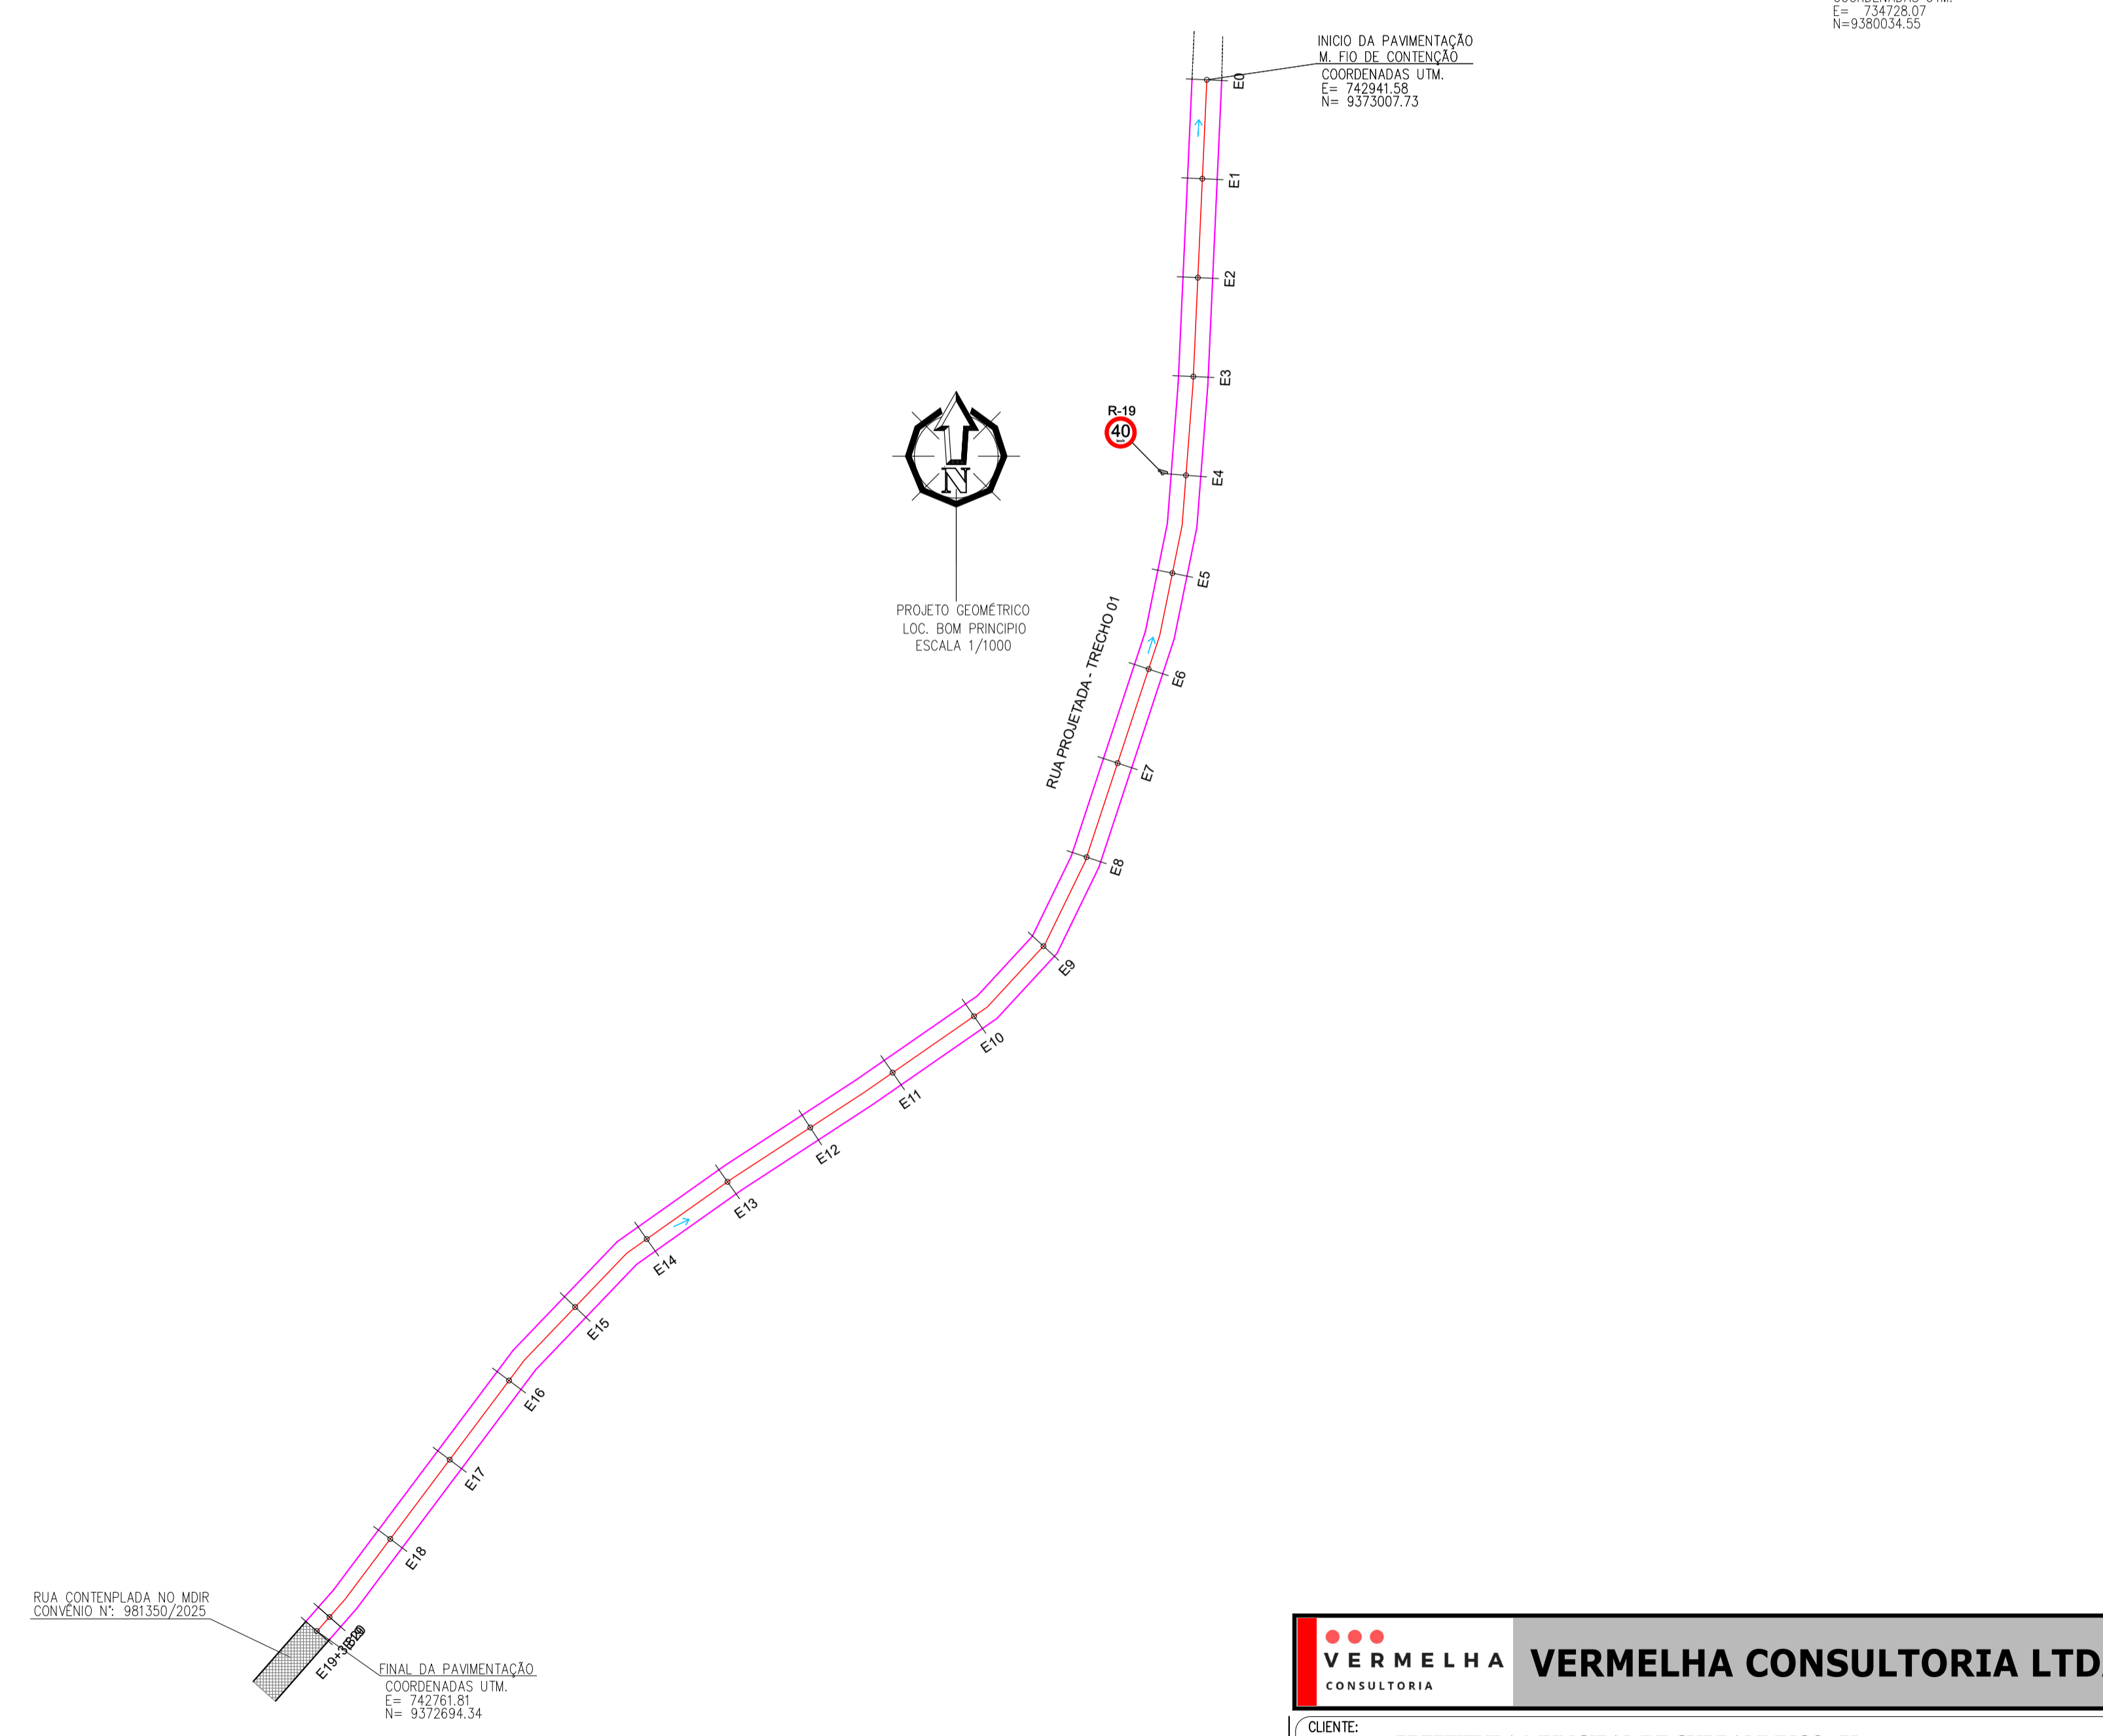 E= 734728.07
N=9380034.55
INICIO DA PAVIMENTAÇÃO
M. FIO DE CONTENÇÃO
COORDENADAS UTM.
E= 742941.58
N= 9373007.73
E0
E1
E2
E3
R-19
40
E4
N
E5
PROJETO GEOMÉTRICO
LOC. BOM PRINCIPIO
ESCALA 1/1000
RUA PROJETADA - TRECHO 01
E6
E7
E8
E9
E10
E11
E12
E13
E14
E15
E16
E17
E18
RUA CONTENPLADA NO MDIR
CONVÊNIO N°: 981350/2025
FINAL DA PAVIMENTAÇÃO
COORDENADAS UTM.
E= 742761.81
N= 9372694.34
VERMELHA
CONSULTORIA
VERMELHA CONSULTORIA LTD
CLIENTE: